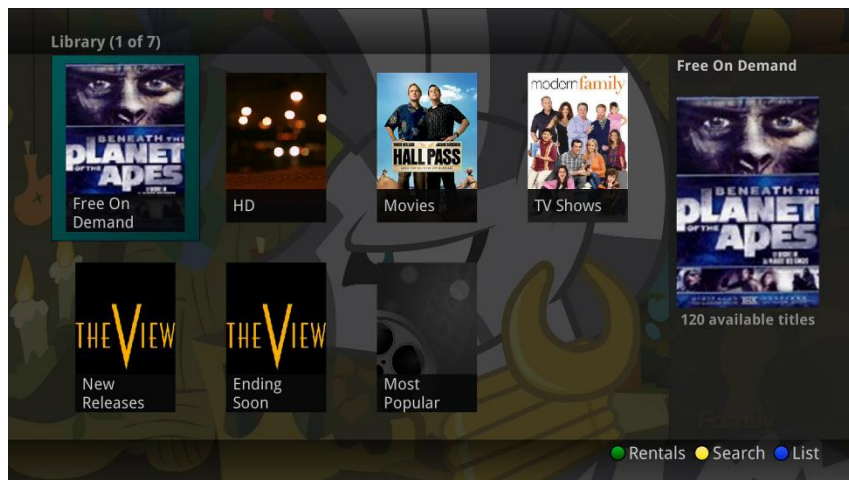 Library (1 of 7)
BENEATH THE
PLANET
OF THE
APES
Free On
Demand
HD
HALL PASS
Movies
modern family
TV Shows
THE VIEW
New
Releases
THE VIEW
Ending
Soon
Most
Popular
Free On Demand
BENEATH THE
PLANET
OF THE
APES
120 available titles
Family
Rentals
Search
List